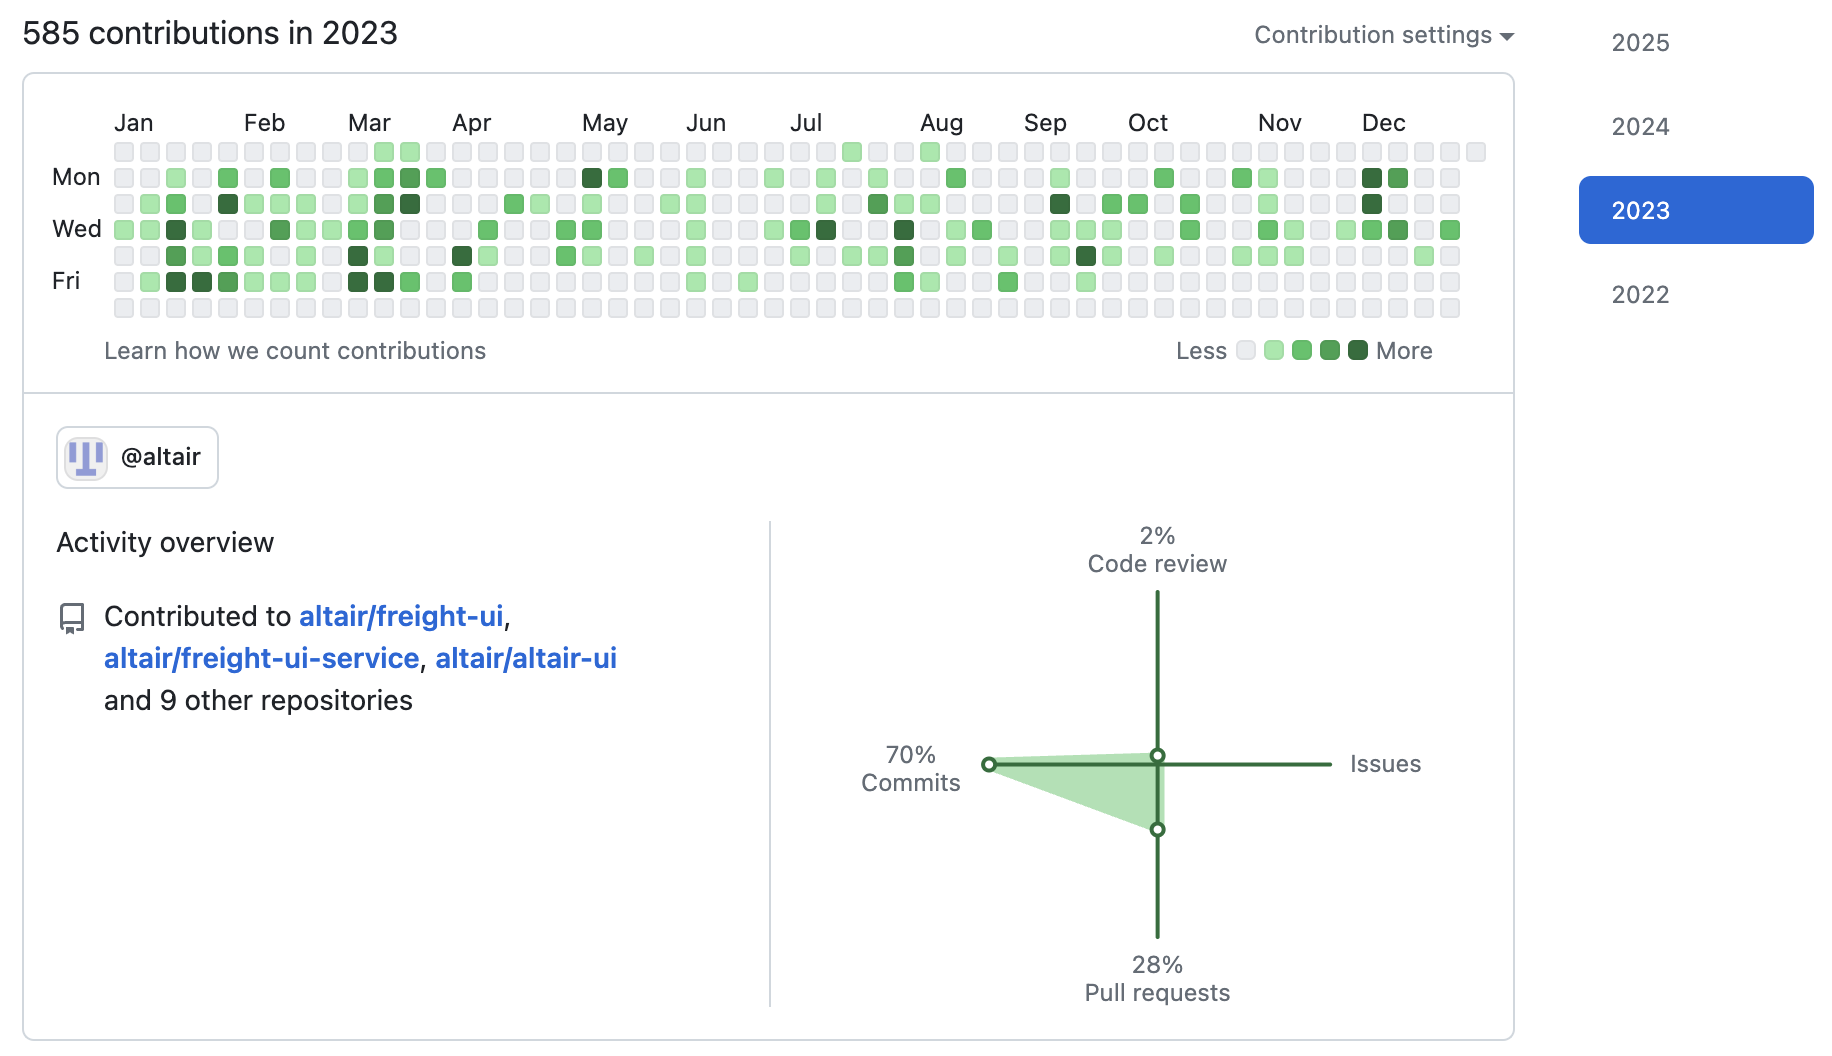 585 contributions in 2023
Contribution settings
2025
2024
2023
2022
Jan Feb Mar Apr May Jun Jul Aug Sep Oct Nov Dec
Mon
Wed
Fri
Learn how we count contributions
Less More
@altair
Activity overview
Contributed to altair/freight-ui,
altair/freight-ui-service, altair/altair-ui
and 9 other repositories
2%
Code review
70%
Commits
Issues
28%
Pull requests